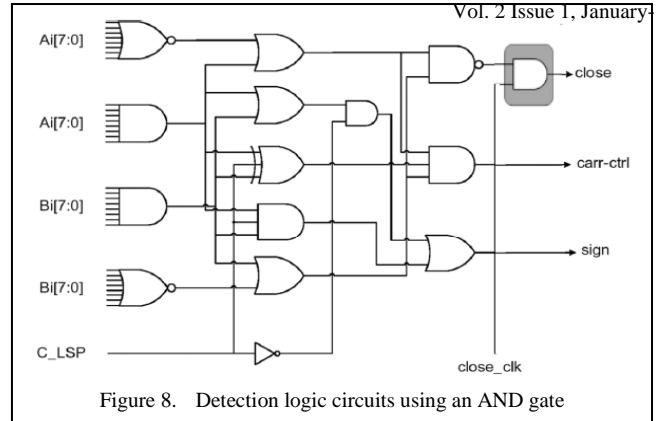 Vol. 2 Issue 1, January-
Ai[7:0]
close
Ai[7:0]
carr-ctrl
Bi[7:0]
sign
Bi[7:0]
C_LSP
close_clk
Figure 8. Detection logic circuits using an AND gate